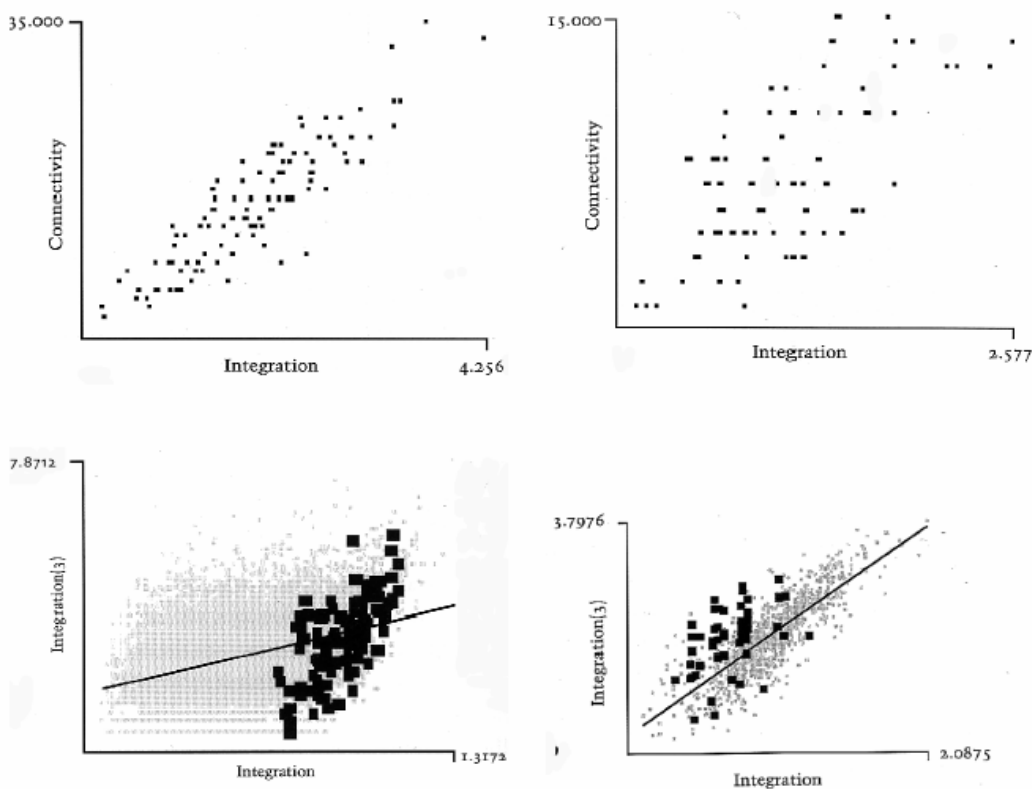 35.000
Connectivity
Integration
4.256
15.000
Connectivity
Integration
2.577
7.8712
Integration[3]
Integration
1.3172
3.7976
Integration[3]
Integration
2.0875